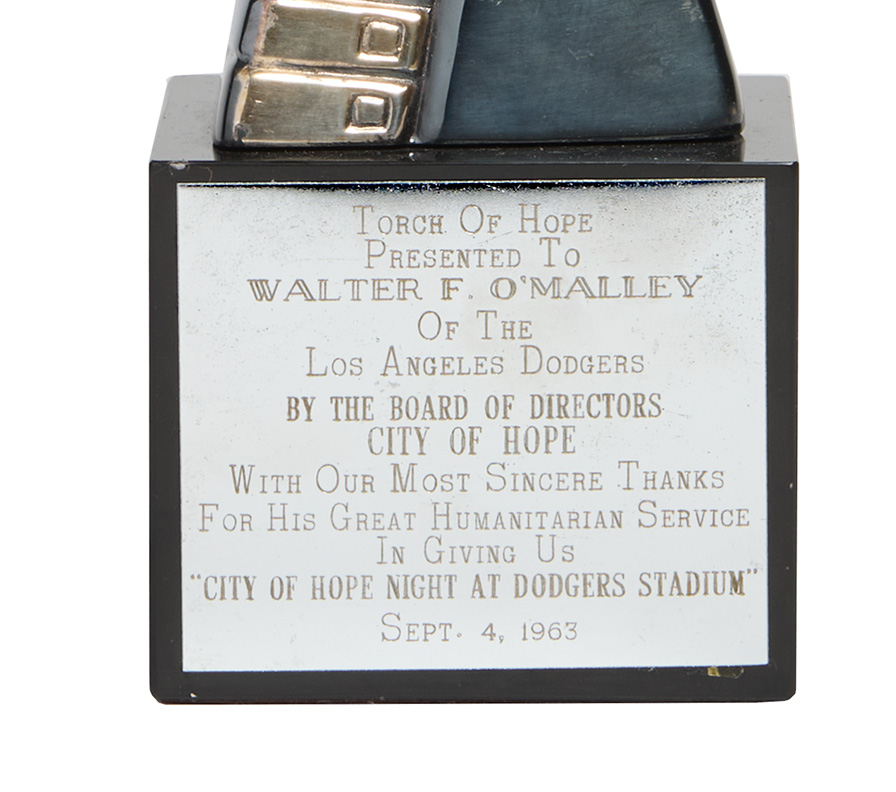 Torch Of Hope
Presented To
WALTER F. O'MALLEY
Of The
Los Angeles Dodgers
BY THE BOARD OF DIRECTORS
CITY OF HOPE
With Our Most Sincere Thanks
For His Great Humanitarian Service
In Giving Us
"CITY OF HOPE NIGHT AT DODGERS STADIUM"
Sept. 4, 1963